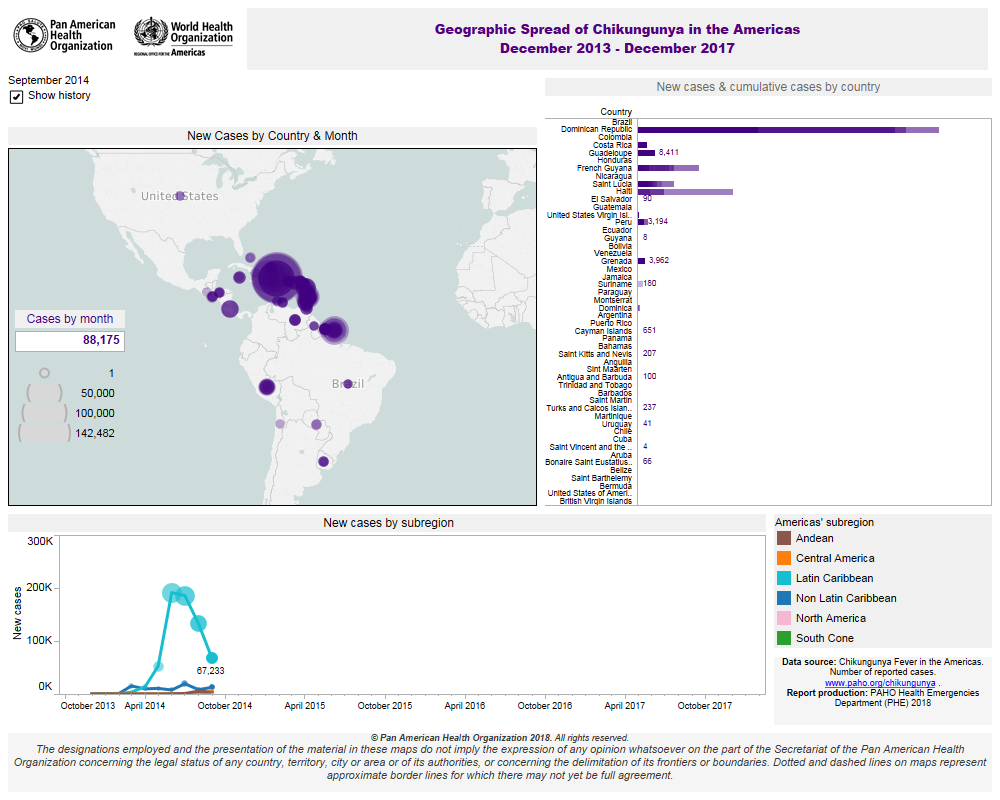 Pan American
Health
Organization
World Health
Organization
REGIONAL OFFICE FOR THE Americas
Geographic Spread of Chikungunya in the Americas
December 2013 - December 2017
September 2014
Show history
New Cases by Country & Month
United States
Brazil
Cases by month
88,175
1
50,000
100,000
142,482
New cases & cumulative cases by country
Country
Brazil
Dominican Republic
Colombia
Costa Rica
Guadeloupe 8,411
Honduras
French Guyana
Nicaragua
Saint Lucia
Haiti
El Salvador 90
Guatemala
United States Virgin Isl..
Peru 3,194
Ecuador
Guyana 8
Bolivia
Venezuela
Grenada 3,962
Mexico
Jamaica
Suriname 180
Paraguay
Montserrat
Dominica
Argentina
Puerto Rico
Cayman Islands 651
Panama
Bahamas
Saint Kitts and Nevis 207
Anguilla
Sint Maarten
Antigua and Barbuda 100
Trinidad and Tobago
Barbados
Saint Martin
Turks and Caicos Islan.. 237
Martinique
Uruguay 41
Chile
Cuba
Saint Vincent and the .. 4
Aruba
Bonaire Saint Eustatius.. 66
Belize
Saint Barthelemy
Bermuda
United States of Ameri..
British Virgin Islands
New cases by subregion
New cases
300K
200K
100K
0K
67,233
October 2013 April 2014 October 2014 April 2015 October 2015 April 2016 October 2016 April 2017 October 2017
Americas' subregion
Andean
Central America
Latin Caribbean
Non Latin Caribbean
North America
South Cone
Data source: Chikungunya Fever in the Americas.
Number of reported cases.
www.paho.org/chikungunya .
Report production: PAHO Health Emergencies
Department (PHE) 2018
© Pan American Health Organization 2018. All rights reserved.
The designations employed and the presentation of the material in these maps do not imply the expression of any opinion whatsoever on the part of the Secretariat of the Pan American Health
Organization concerning the legal status of any country, territory, city or area or of its authorities, or concerning the delimitation of its frontiers or boundaries. Dotted and dashed lines on maps represent
approximate border lines for which there may not yet be full agreement.